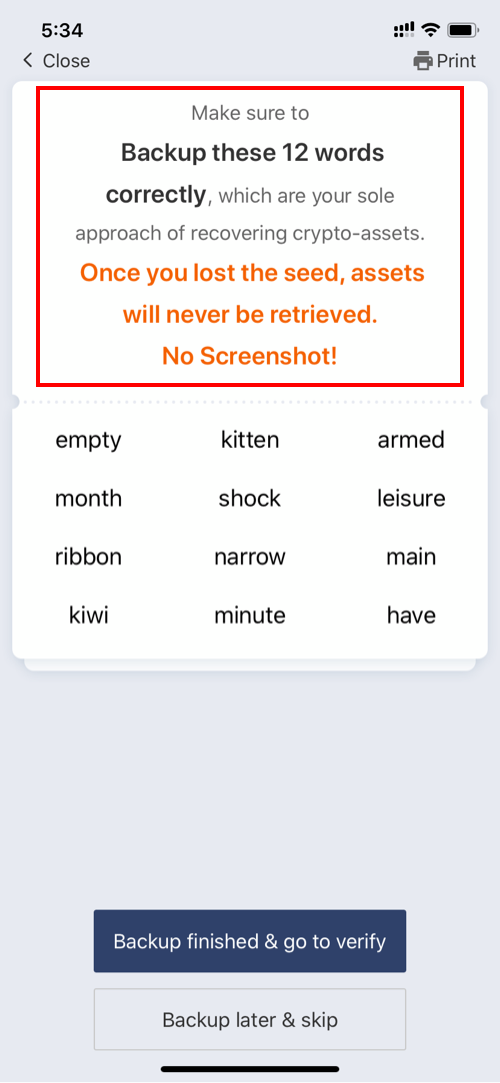 5:34
Close Print
Make sure to
Backup these 12 words
correctly, which are your sole
approach of recovering crypto-assets.
Once you lost the seed, assets
will never be retrieved.
No Screenshot!
empty kitten armed
month shock leisure
ribbon narrow main
kiwi minute have
Backup finished & go to verify
Backup later & skip